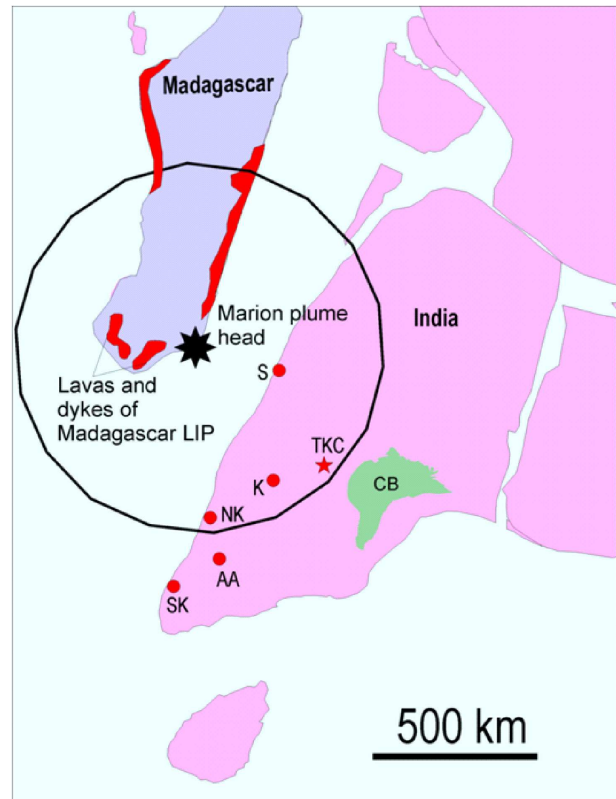 Madagascar
Marion plume
head
India
S
Lavas and
dykes of
Madagascar LIP
TKC
K
CB
NK
AA
SK
500 km